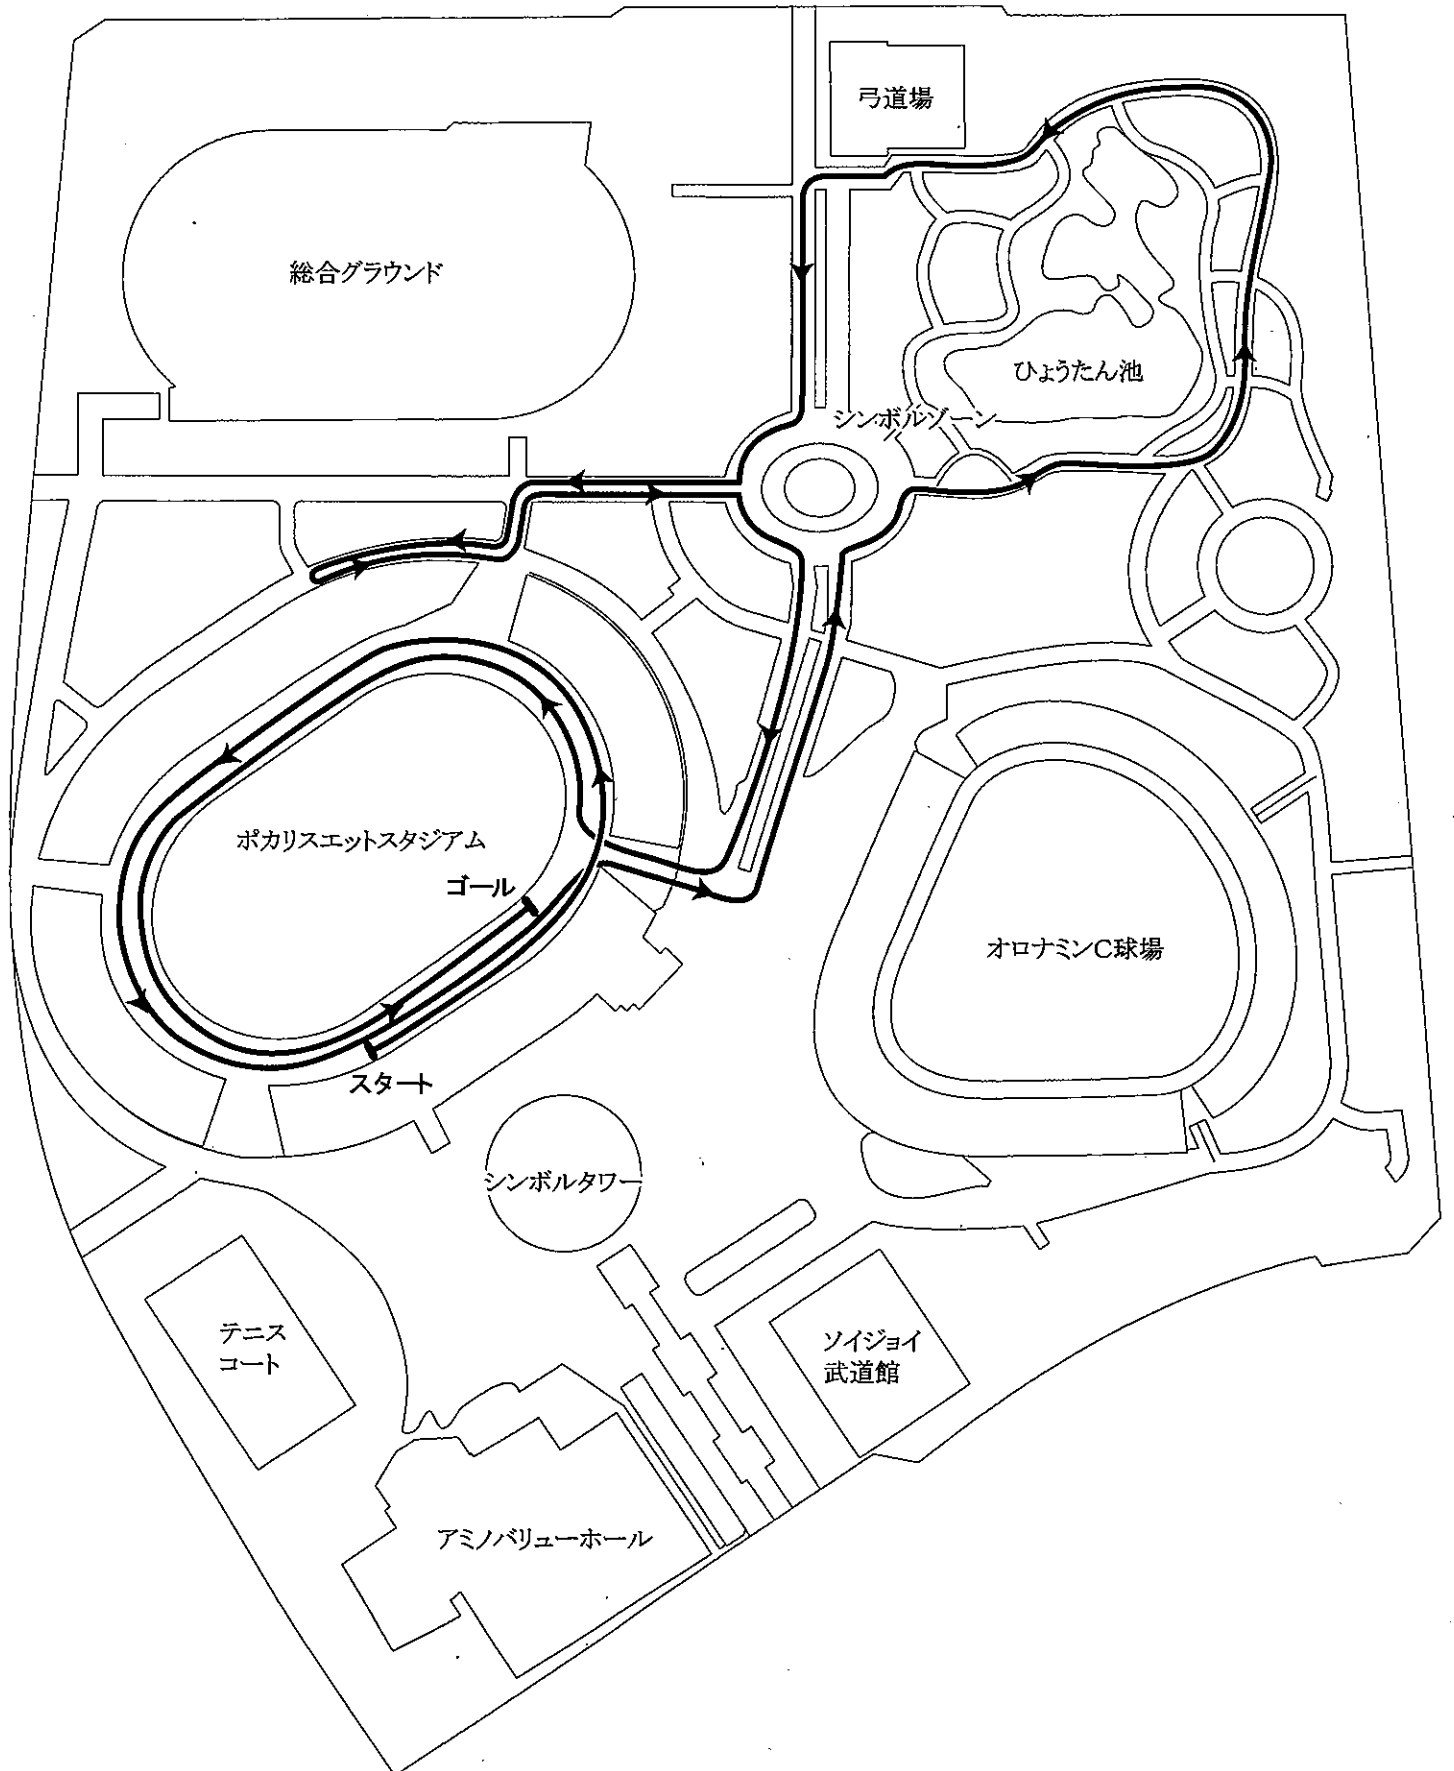 弓道場
総合グラウンド
ひょうたん池
シンボルゾーン
ポカリスエットスタジアム
ゴール
オロナミンC球場
スタート
シンボルタワー
テニス
コート
ソイジョイ
武道館
アミノバリューホール